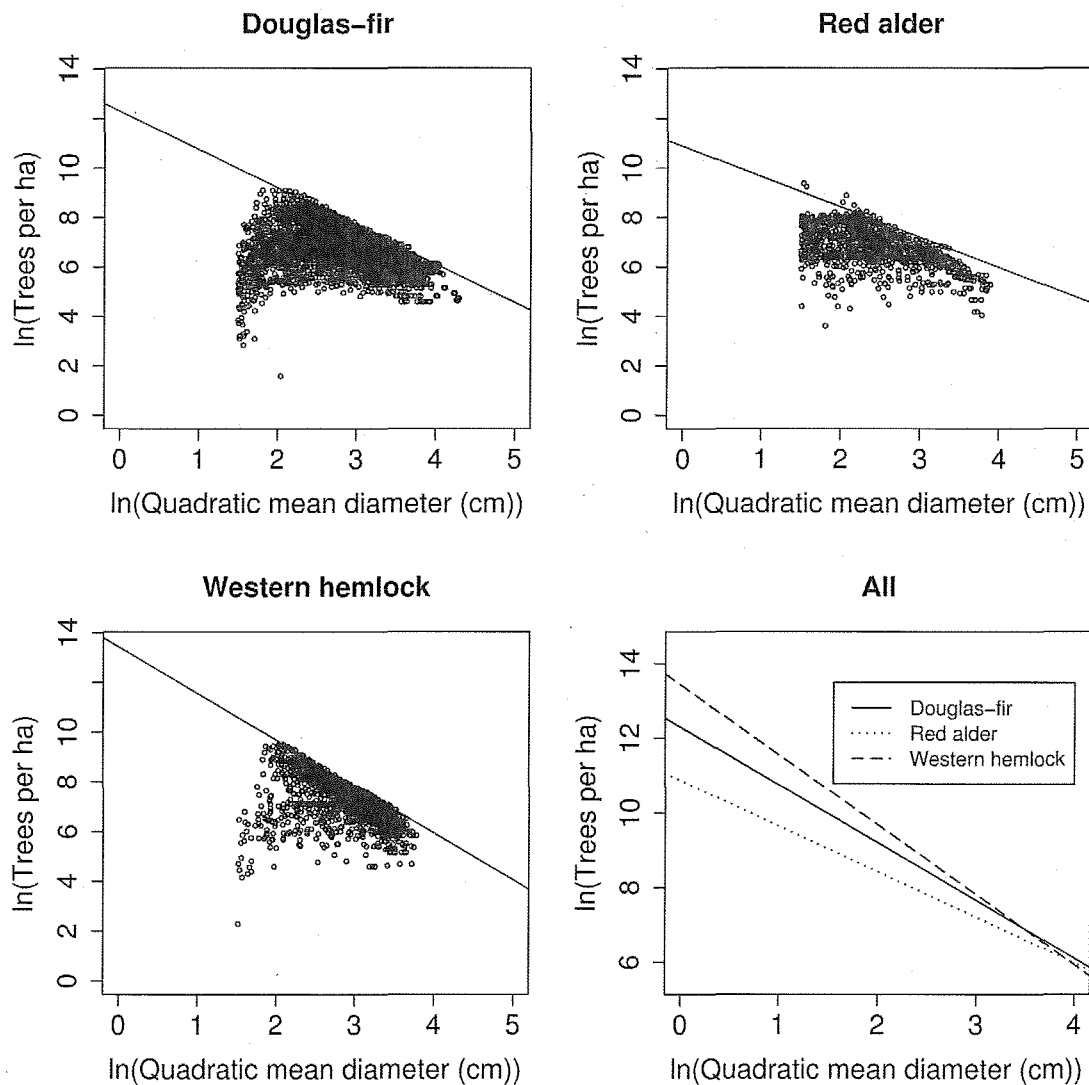 Douglas−fir
ln(Trees per ha)
14
10
8
6
4
2
0
0 1 2 3 4 5
ln(Quadratic mean diameter (cm))
Red alder
ln(Trees per ha)
14
10
8
6
4
2
0
0 1 2 3 4 5
ln(Quadratic mean diameter (cm))
Western hemlock
ln(Trees per ha)
14
10
8
6
4
2
0
0 1 2 3 4 5
ln(Quadratic mean diameter (cm))
All
ln(Trees per ha)
14
12
10
8
6
0 1 2 3 4
ln(Quadratic mean diameter (cm))
Douglas−fir
Red alder
Western hemlock